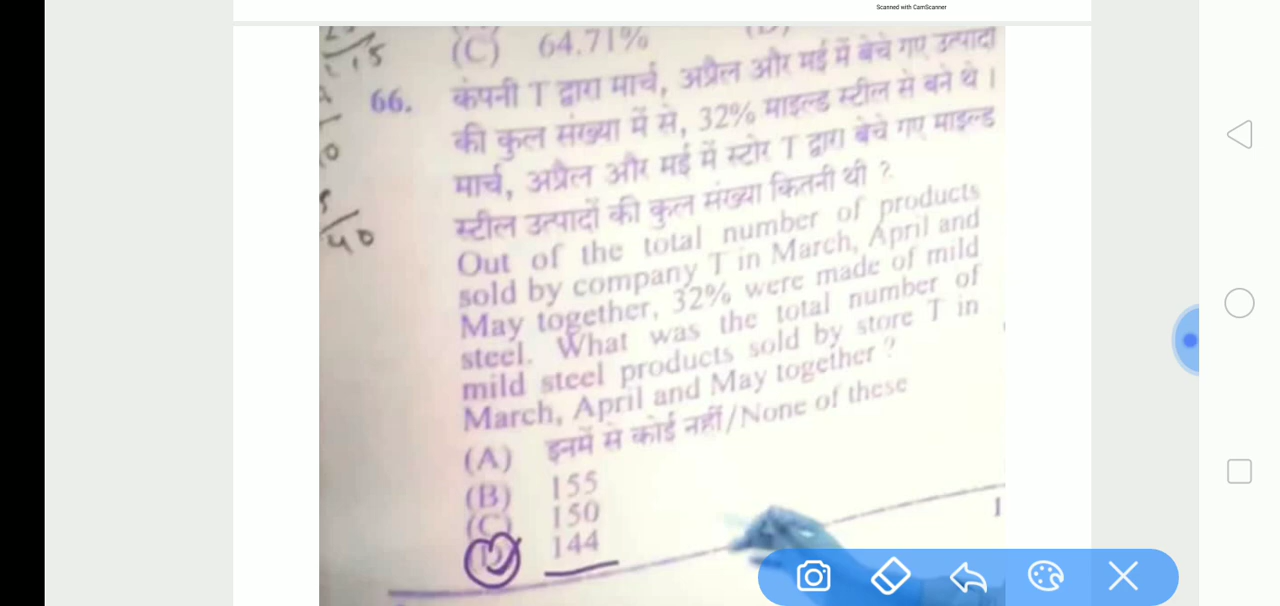 Scanned with CamScanner
(C) 64.71%
66. कंपनी T द्वारा मार्च, अप्रैल और मई में बेचे गए उत्पादों
की कुल संख्या में से, 32% माइल्ड स्टील से बने थे ।
मार्च, अप्रैल और मई में स्टोर T द्वारा बेचे गए माइल्ड
स्टील उत्पादों की कुल संख्या कितनी थी ?
Out of the total number of products
sold by company T in March, April and
May together, 32% were made of mild
steel. What was the total number of
mild steel products sold by store T in
March, April and May together ?
(A) इनमें से कोई नहीं/None of these
(B) 155
(C) 150
144
40